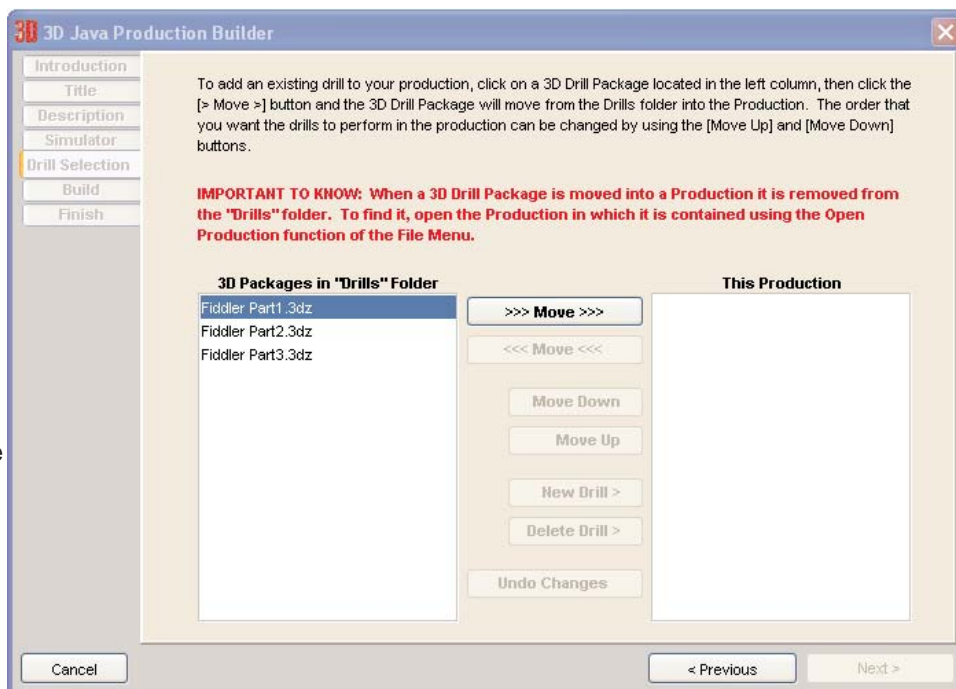 3D 3D Java Production Builder
Introduction
Title
Description
Simulator
Drill Selection
Build
Finish
To add an existing drill to your production, click on a 3D Drill Package located in the left column, then click the
[> Move >] button and the 3D Drill Package will move from the Drills folder into the Production. The order that
you want the drills to perform in the production can be changed by using the [Move Up] and [Move Down]
buttons.
IMPORTANT TO KNOW: When a 3D Drill Package is moved into a Production it is removed from
the "Drills" folder. To find it, open the Production in which it is contained using the Open
Production function of the File Menu.
3D Packages in "Drills" Folder
Fiddler Part1.3dz
Fiddler Part2.3dz
Fiddler Part3.3dz
>>> Move >>>
<<< Move <<<
Move Down
Move Up
New Drill >
Delete Drill >
Undo Changes
This Production
e
Cancel
< Previous
Next >